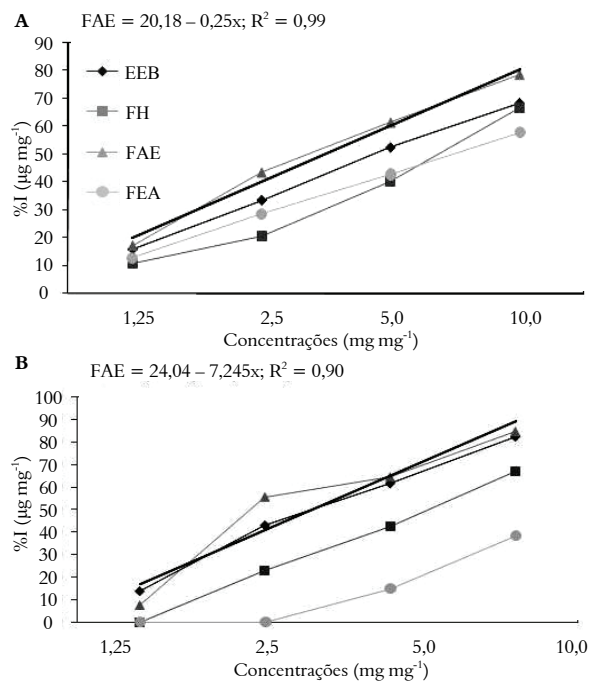 A
FAE = 20,18 – 0,25x; R² = 0,99
90
80
70
60
50
40
30
20
10
0
%I (µg mg⁻¹)
EEB
FH
FAE
FEA
1,25 2,5 5,0 10,0
Concentrações (mg mg⁻¹)
B
FAE = 24,04 – 7,245x; R² = 0,90
100
90
80
70
60
50
40
30
20
10
0
%I (µg mg⁻¹)
1,25 2,5 5,0 10,0
Concentrações (mg mg⁻¹)